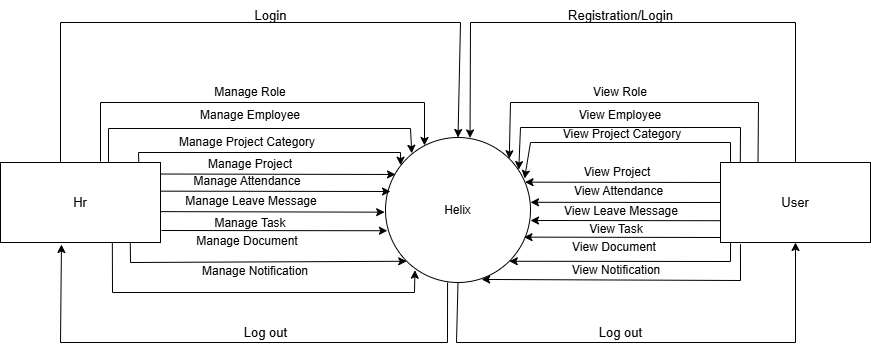 Login
Registration/Login
Manage Role
View Role
Manage Employee
View Employee
Manage Project Category
View Project Category
Manage Project
View Project
Manage Attendance
View Attendance
Hr
Manage Leave Message
Helix
View Leave Message
User
Manage Task
View Task
Manage Document
View Document
Manage Notification
View Notification
Log out
Log out